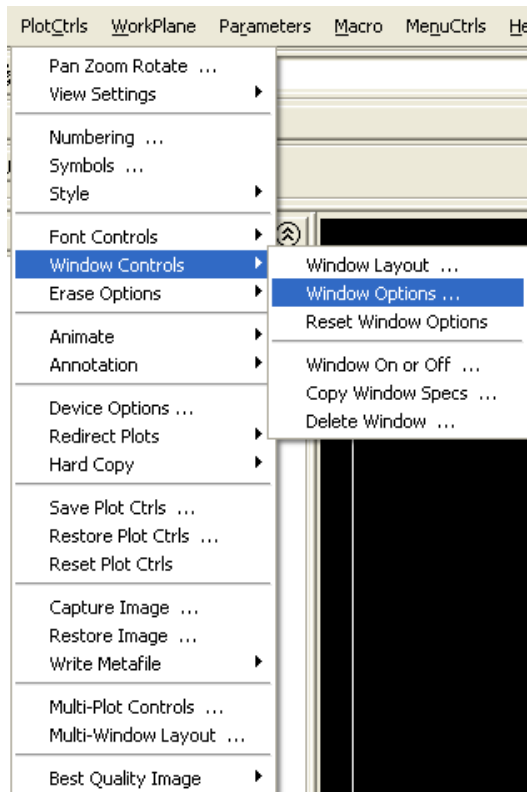 PlotCtrls WorkPlane Parameters Macro MenuCtrls
Pan Zoom Rotate ...
View Settings
Numbering ...
Symbols ...
Style
Font Controls
Window Controls
Erase Options
Animate
Annotation
Device Options ...
Redirect Plots
Hard Copy
Save Plot Ctrls ...
Restore Plot Ctrls ...
Reset Plot Ctrls
Capture Image ...
Restore Image ...
Write Metafile
Multi-Plot Controls ...
Multi-Window Layout ...
Best Quality Image
Window Layout ...
Window Options ...
Reset Window Options
Window On or Off ...
Copy Window Specs ...
Delete Window ...